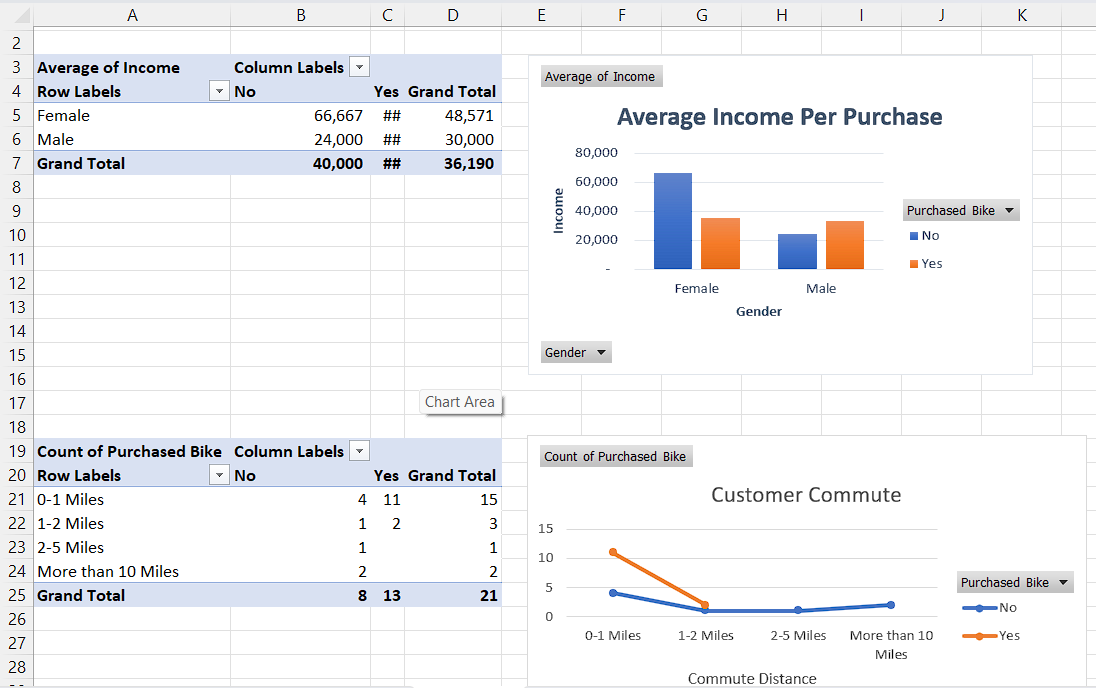 A B C D E F G H I J K
2
3 Average of Income Column Labels
4 Row Labels No Yes Grand Total
5 Female 66,667 ## 48,571
6 Male 24,000 ## 30,000
7 Grand Total 40,000 ## 36,190
8
9
10
11
12
13
14
15
16
17
18
19 Count of Purchased Bike Column Labels
20 Row Labels No Yes Grand Total
21 0-1 Miles 4 11 15
22 1-2 Miles 1 2 3
23 2-5 Miles 1 1
24 More than 10 Miles 2 2
25 Grand Total 8 13 21
26
27
28
Average of Income
Average Income Per Purchase
80,000
60,000
40,000
20,000
-
Income
Female Male
Gender
Purchased Bike
No
Yes
Gender
Chart Area
Count of Purchased Bike
Customer Commute
15
10
5
0
0-1 Miles 1-2 Miles 2-5 Miles More than 10
Miles
Commute Distance
Purchased Bike
No
Yes